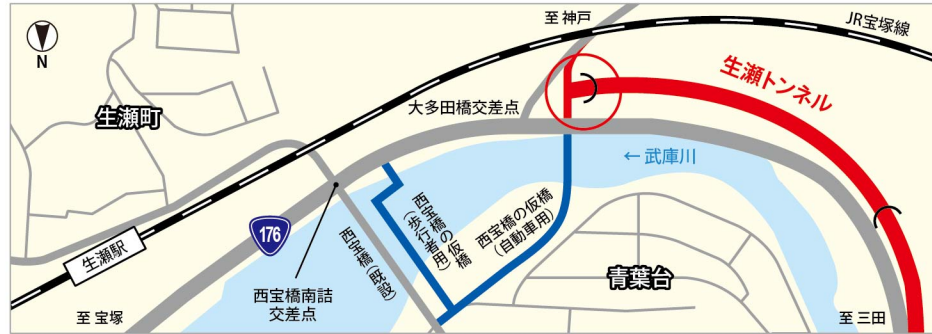 至 神戸
JR宝塚線
N
生瀬トンネル
大多田橋交差点
生瀬町
← 武庫川
西宝橋の仮橋
(歩行者用)
西宝橋の仮橋
(自動車用)
176
生瀬駅
西宝橋(既設)
青葉台
西宝橋南詰
交差点
至 宝塚
至 三田